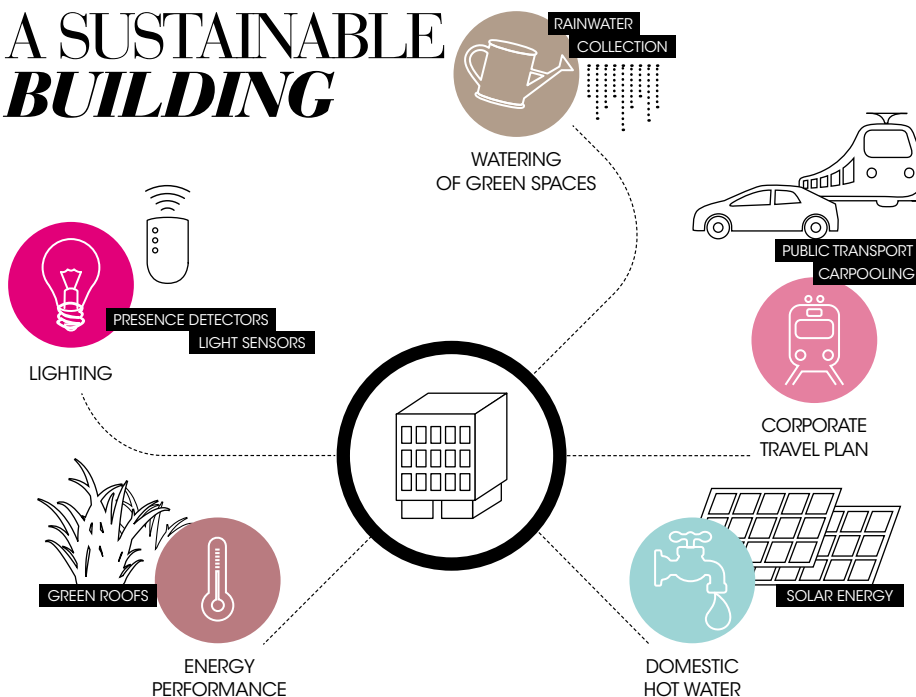 A SUSTAINABLE
BUILDING
RAINWATER
COLLECTION
WATERING
OF GREEN SPACES
PUBLIC TRANSPORT
CARPOOLING
CORPORATE
TRAVEL PLAN
PRESENCE DETECTORS
LIGHT SENSORS
LIGHTING
GREEN ROOFS
ENERGY
PERFORMANCE
SOLAR ENERGY
DOMESTIC
HOT WATER